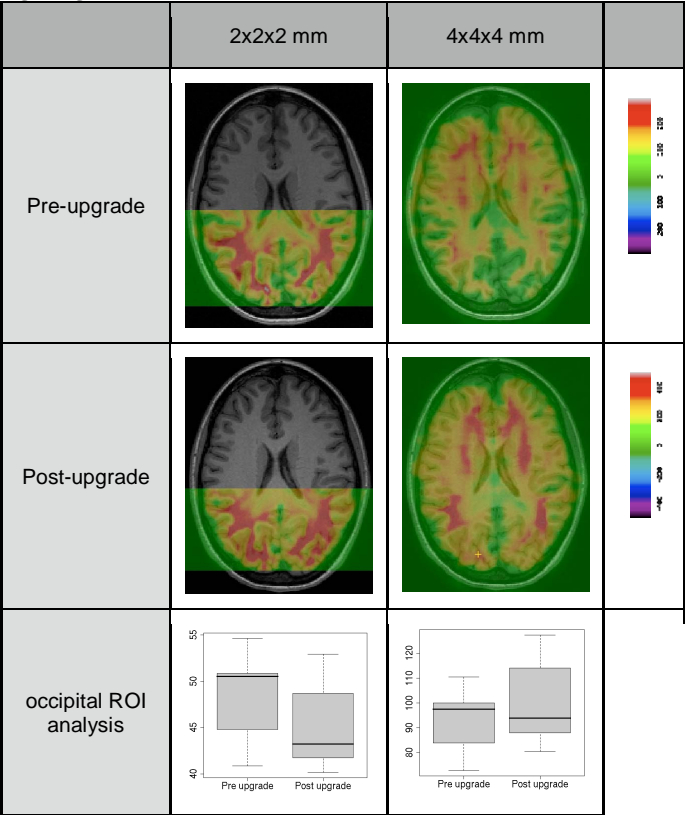 2x2x2 mm
4x4x4 mm
Pre-upgrade
Post-upgrade
occipital ROI
analysis
55
50
45
40
Pre upgrade
Post upgrade
120
110
100
90
80
Pre upgrade
Post upgrade